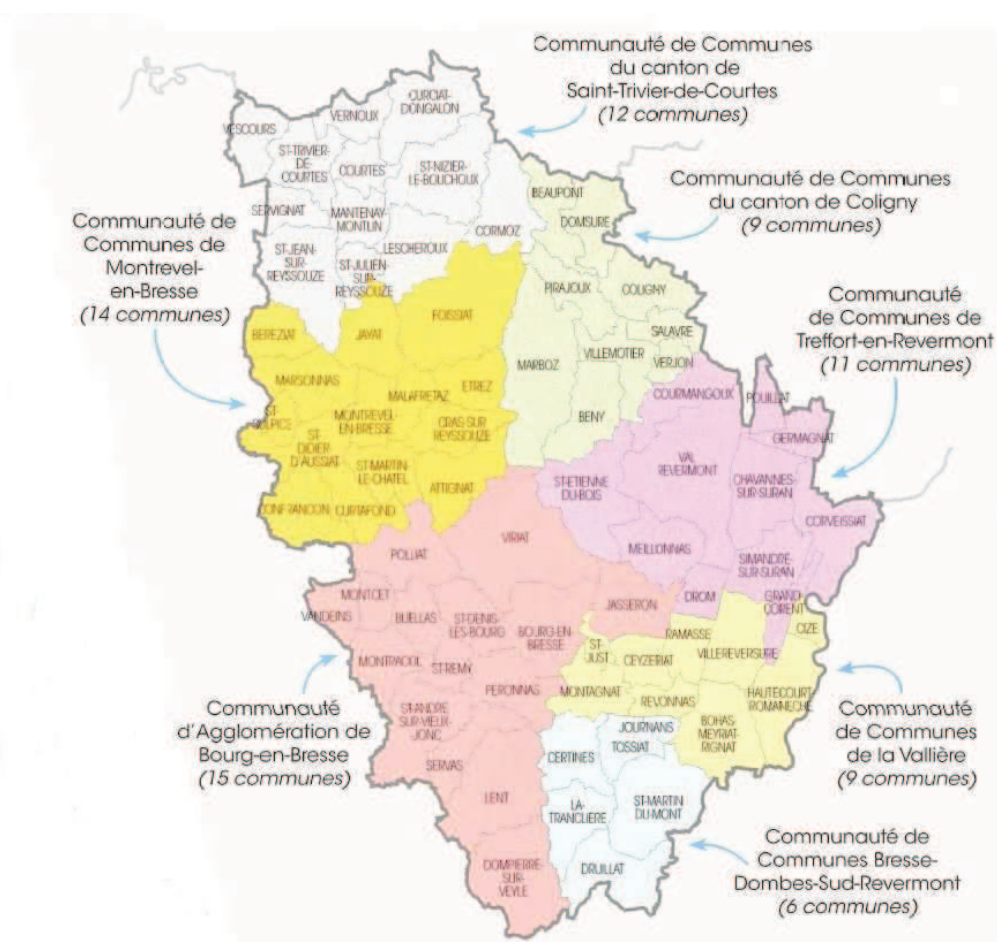 Communauté de Communes
du canton de
Saint-Trivier-de-Courtes
(12 communes)
Communauté de Communes
du canton de Coligny
(9 communes)
Communauté de
Communes de
Montrevel-
en-Bresse
(14 communes)
Communauté
de Communes de
Treffort-en-Revermont
(11 communes)
Communauté
d'Agglomération de
Bourg-en-Bresse
(15 communes)
Communauté
de Communes
de la Vallière
(9 communes)
Communauté de
Communes Bresse-
Dombes-Sud-Revermont
(6 communes)
CURCIAT-
DONGALON
VERNOUX
VESCOURS
ST-TRIVIER-
DE-
COURTES
COURTES
ST-NIZIER-
LE-BOUCHOUX
SERVIGNAT
MANTENAY-
MONTLIN
CORMOZ
ST-JEAN-
SUR-
REYSSOUZE
LESCHEROUX
ST-JULIEN-
SUR-
REYSSOUZE
BEAUPONT
DOMSURE
PIRAJOUX
COLIGNY
SALAVRE
VILLEMOTIER
VERJON
MARBOZ
BENY
FOISSIAT
BEREZIAT
JAYAT
MARSONNAS
ETREZ
MALAFRETAZ
ST-
SULPICE
MONTREVEL-
EN-BRESSE
CRAS-SUR
REYSSOUZE
ST-
DIDIER
D'AUSSIAT
ST-MARTIN
LE-CHATEL
ATTIGNAT
CONFRANCON
CURTAFOND
COURMANGOUX
POUILLAT
GERMAGNAT
VAL
REVERMONT
ST-ETIENNE
DU-BOIS
CHAVANNES-
SUR-SURAN
CORVEISSIAT
MEILLONNAS
SIMANDRE-
SUR-SURAN
DROM
GRAND-
CORENT
VIRIAT
POLLIAT
MONTCET
VANDEINS
BUELLAS
ST-DENIS-
LES-BOURG
BOURG-EN-
BRESSE
JASSERON
MONTRACOL
ST-REMY
PERONNAS
ST-ANDRE
SUR-VIEUX-
JONC
SERVAS
LENT
DOMPIERRE-
SUR-
VEYLE
CIZE
RAMASSE
ST-
JUST
CEYZERIAT
VILLEREVERSURE
MONTAGNAT
REVONNAS
HAUTECOURT-
ROMANECHE
BOHAS-
MEYRIAT-
RIGNAT
JOURNANS
TOSSIAT
CERTINES
LA-
TRANCLIERE
ST-MARTIN
DU-MONT
DRUILLAT